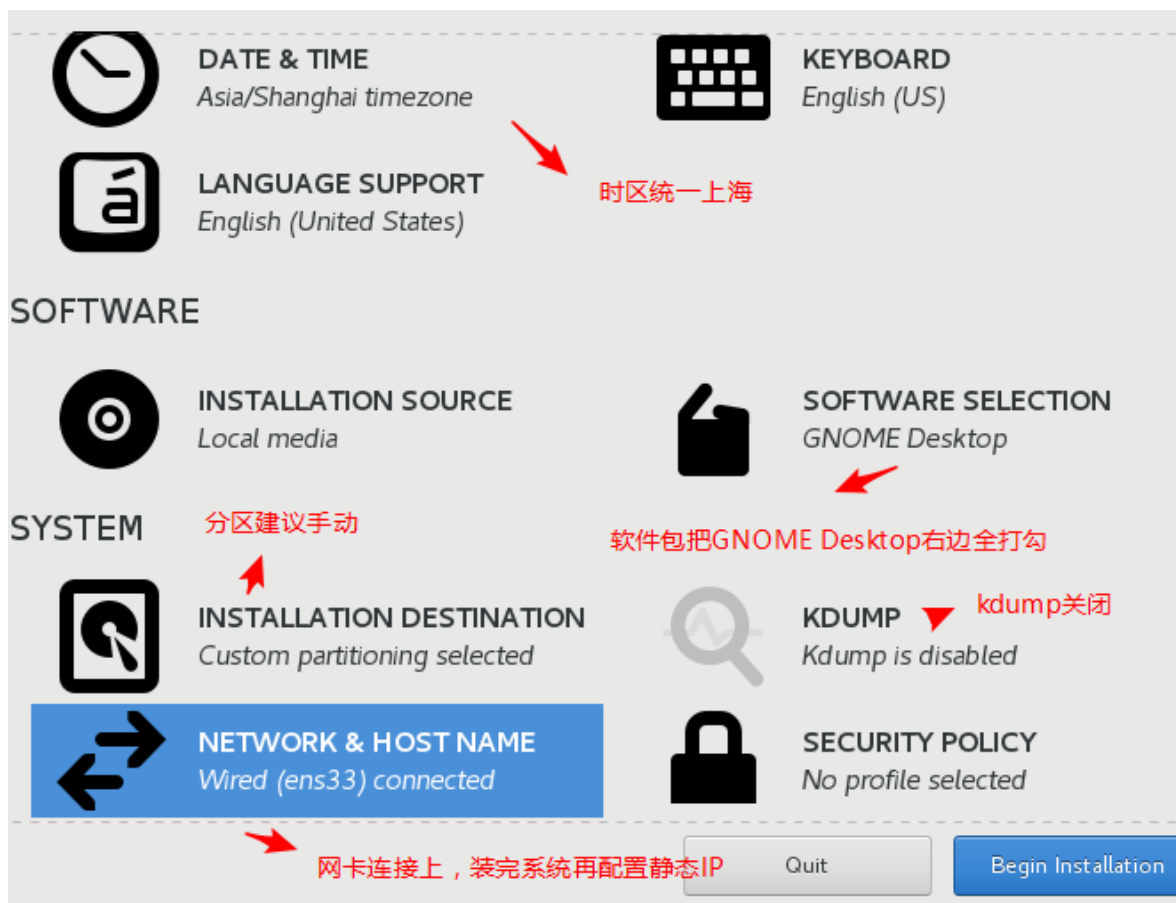 DATE & TIME
Asia/Shanghai timezone
KEYBOARD
English (US)
时区统一上海
LANGUAGE SUPPORT
English (United States)
SOFTWARE
INSTALLATION SOURCE
Local media
SOFTWARE SELECTION
GNOME Desktop
软件包把GNOME Desktop右边全打勾
SYSTEM
分区建议手动
INSTALLATION DESTINATION
Custom partitioning selected
KDUMP
Kdump is disabled
kdump关闭
NETWORK & HOST NAME
Wired (ens33) connected
SECURITY POLICY
No profile selected
网卡连接上，装完系统再配置静态IP
Quit
Begin Installation